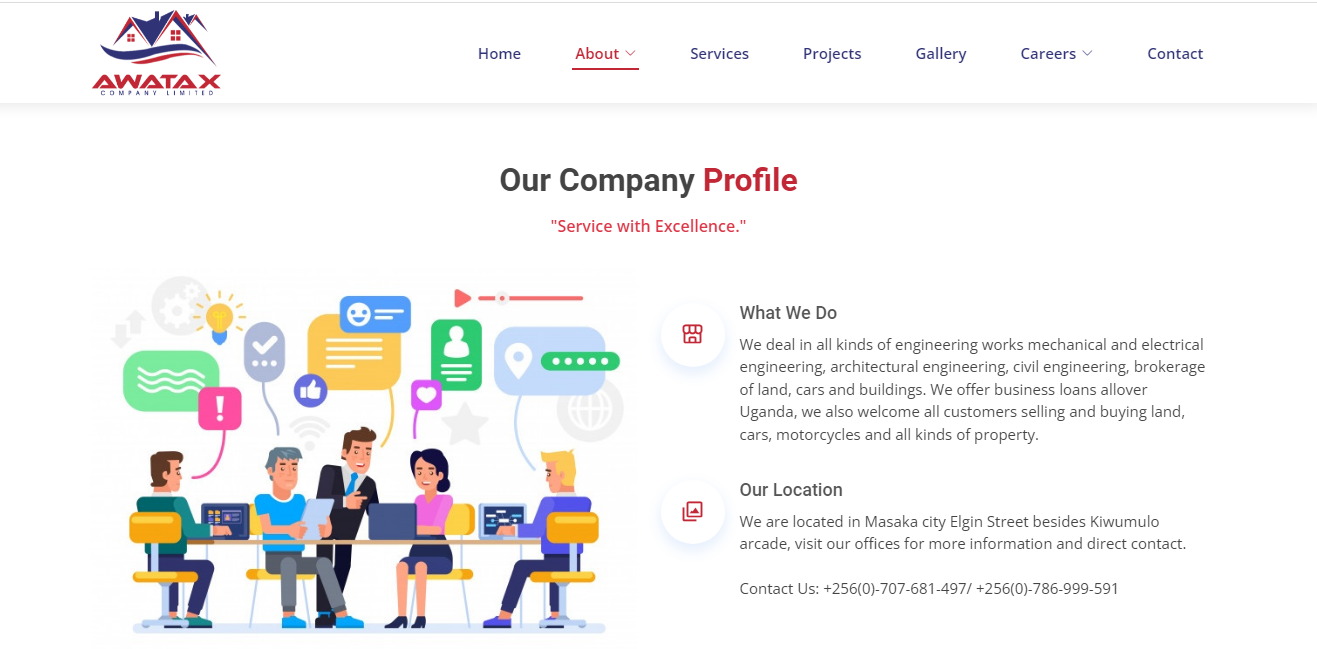 AWATAX
COMPANY LIMITED
Home About Services Projects Gallery Careers Contact
Our Company Profile
"Service with Excellence."
What We Do
We deal in all kinds of engineering works mechanical and electrical
engineering, architectural engineering, civil engineering, brokerage
of land, cars and buildings. We offer business loans allover
Uganda, we also welcome all customers selling and buying land,
cars, motorcycles and all kinds of property.
Our Location
We are located in Masaka city Elgin Street besides Kiwumulo
arcade, visit our offices for more information and direct contact.
Contact Us: +256(0)-707-681-497/ +256(0)-786-999-591